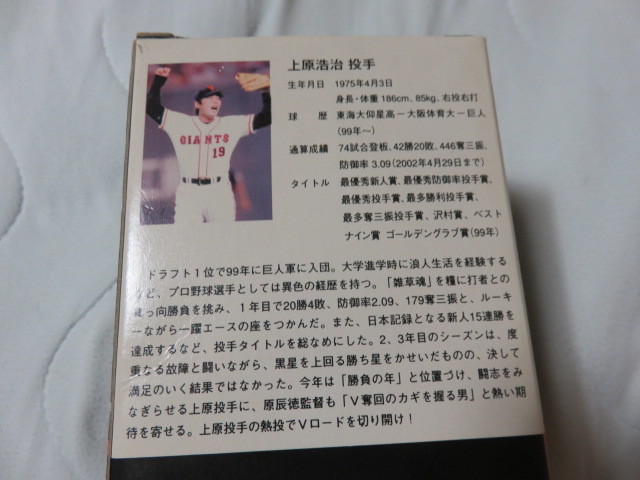 上原浩治 投手
生年月日 1975年4月3日
身長・体重 186cm、85kg、右投右打
球 歴 東海大仰星高－大阪体育大－巨人
(99年～)
通算成績 74試合登板、42勝20敗、446奪三振、
防御率 3.09(2002年4月29日まで)
タイトル 最優秀新人賞、最優秀防御率投手賞、
最優秀投手賞、最多勝利投手賞、
最多奪三振投手賞、沢村賞、ベスト
ナイン賞 ゴールデングラブ賞(99年)
GIANTS
19
ドラフト１位で99年に巨人軍に入団。大学進学時に浪人生活を経験する
など、プロ野球選手としては異色の経歴を持つ。「雑草魂」を糧に打者との
真っ向勝負を挑み、１年目で20勝4敗、防御率2.09、179奪三振と、ルーキ
ーながら一躍エースの座をつかんだ。また、日本記録となる新人15連勝を
達成するなど、投手タイトルを総なめにした。2、3年目のシーズンは、度
重なる故障と闘いながら、黒星を上回る勝ち星をかせいだものの、決して
満足のいく結果ではなかった。今年は「勝負の年」と位置づけ、闘志をみ
なぎらせる上原投手に、原辰徳監督も「Ｖ奪回のカギを握る男」と熱い期
待を寄せる。上原投手の熱投でＶロードを切り開け！